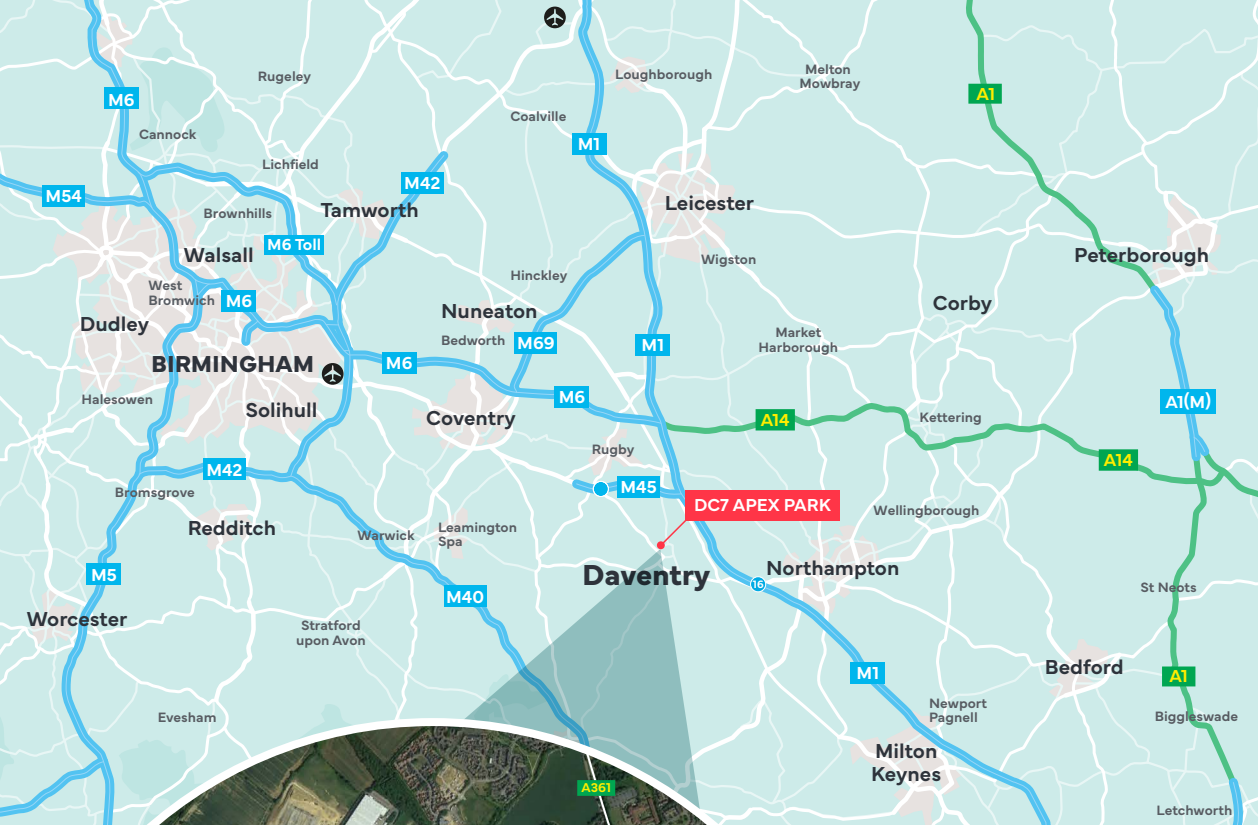 Rugeley
Loughborough
Melton
Mowbray
M6
A1
Coalville
Cannock
M1
Lichfield
M54
M42
Brownhills
Tamworth
Leicester
Walsall
M6 Toll
Peterborough
Wigston
Hinckley
West
Bromwich
M6
Nuneaton
Corby
Dudley
Bedworth
M69
M1
Market
Harborough
BIRMINGHAM
M6
Halesowen
M6
A1(M)
Solihull
Coventry
A14
Kettering
Rugby
A14
M42
M45
Bromsgrove
DC7 APEX PARK
Wellingborough
Redditch
Warwick
Leamington
Spa
M5
Daventry
Northampton
16
M40
St Neots
Worcester
Stratford
upon Avon
Bedford
M1
A1
Evesham
Newport
Pagnell
Biggleswade
Milton
Keynes
A361
Letchworth